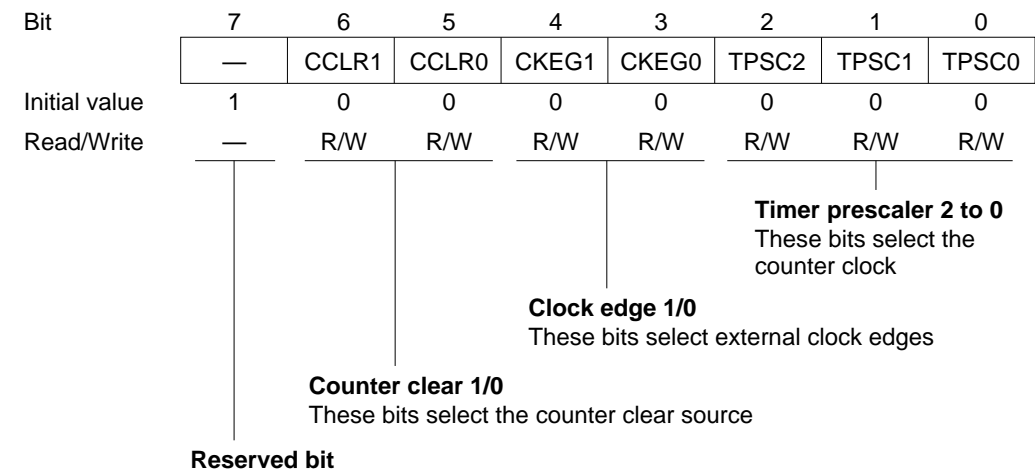 Bit 7 6 5 4 3 2 1 0
— CCLR1 CCLR0 CKEG1 CKEG0 TPSC2 TPSC1 TPSC0
Initial value 1 0 0 0 0 0 0 0
Read/Write — R/W R/W R/W R/W R/W R/W R/W
Timer prescaler 2 to 0
These bits select the
counter clock
Clock edge 1/0
These bits select external clock edges
Counter clear 1/0
These bits select the counter clear source
Reserved bit